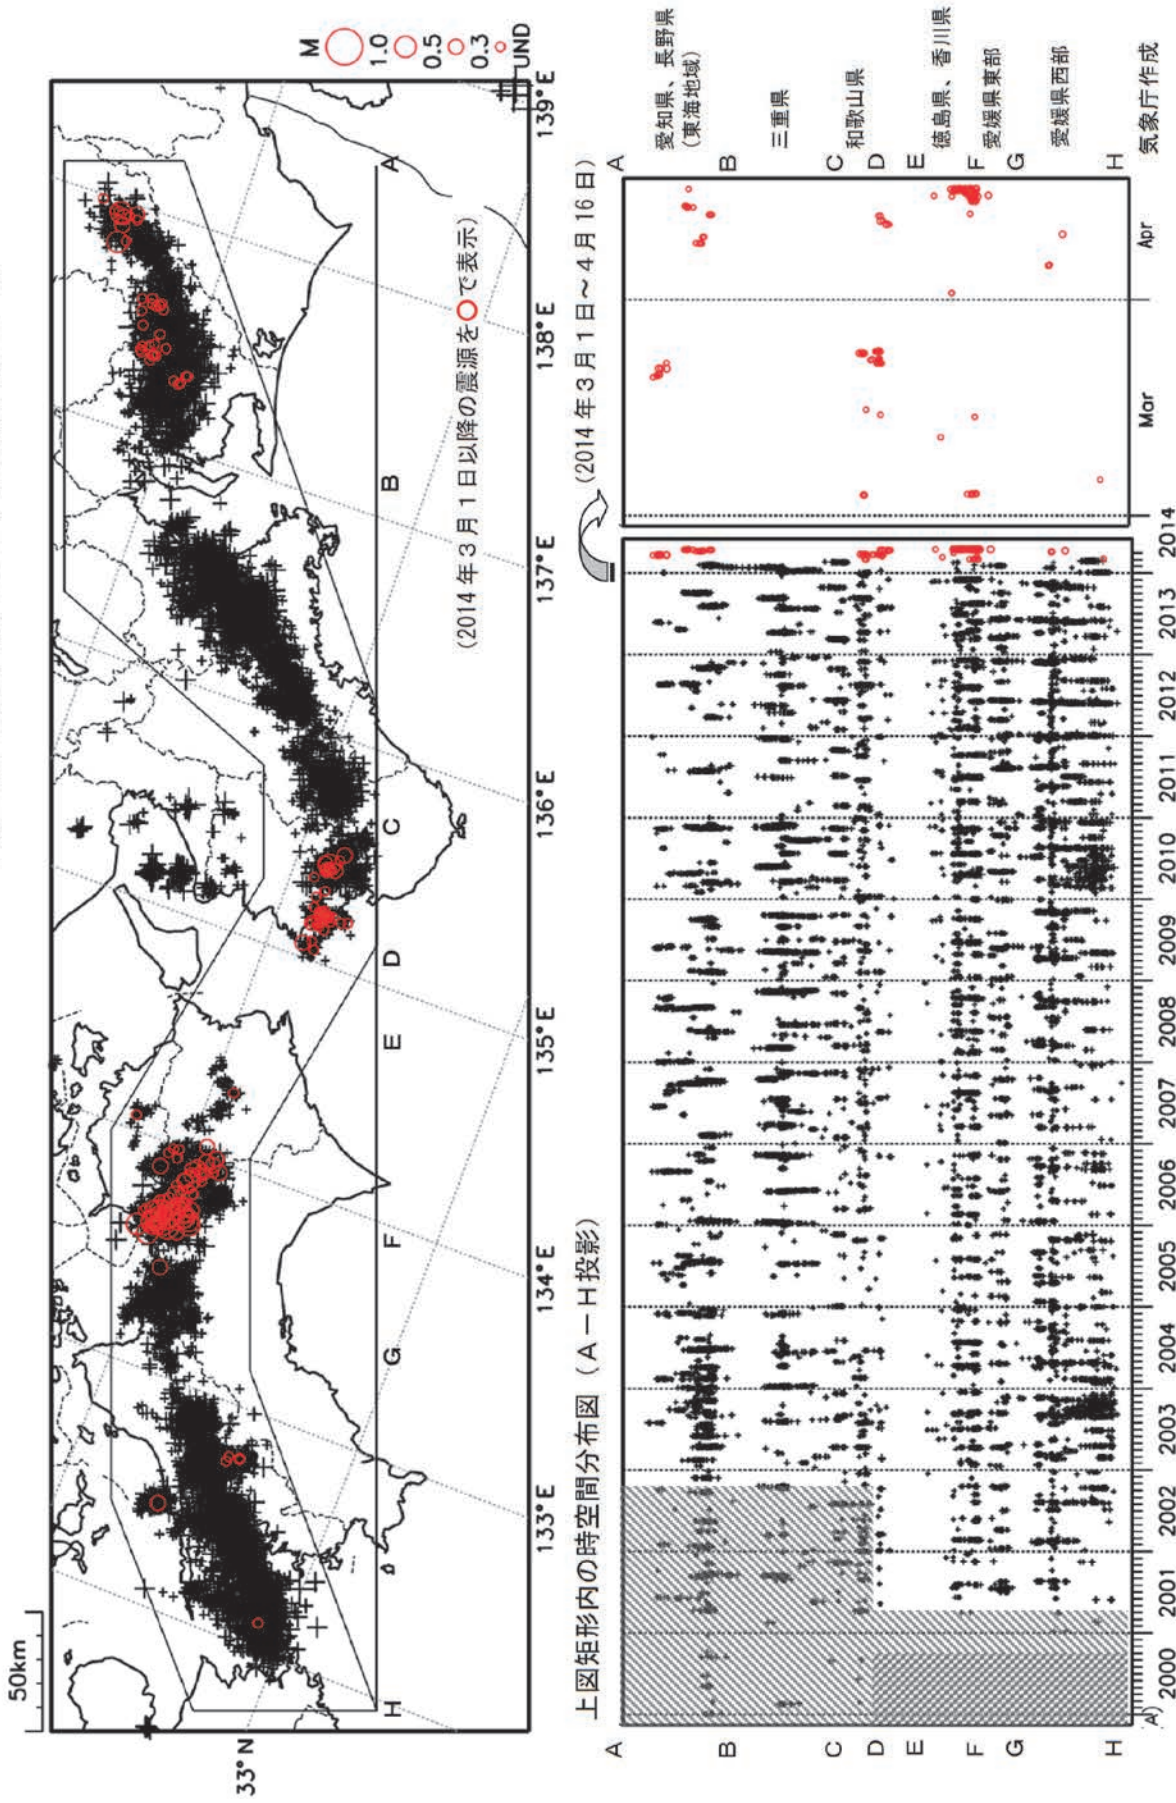 50km
33°N
133°E
134°E
135°E
136°E
137°E
138°E
139°E
H
G
F
E
D
C
B
A
(2014年3月1日以降の震源を○で表示)
M
1.0
0.5
0.3
UND
上図矩形内の時空間分布図(A-H投影)
(2014年3月1日~4月16日)
A
B
C
D
E
F
G
H
2000
2001
2002
2003
2004
2005
2006
2007
2008
2009
2010
2011
2012
2013
2014
Mar
Apr
A
B
C
D
E
F
G
H
愛知県、長野県
(東海地域)
三重県
和歌山県
徳島県、香川県
愛媛県東部
愛媛県西部
気象庁作成